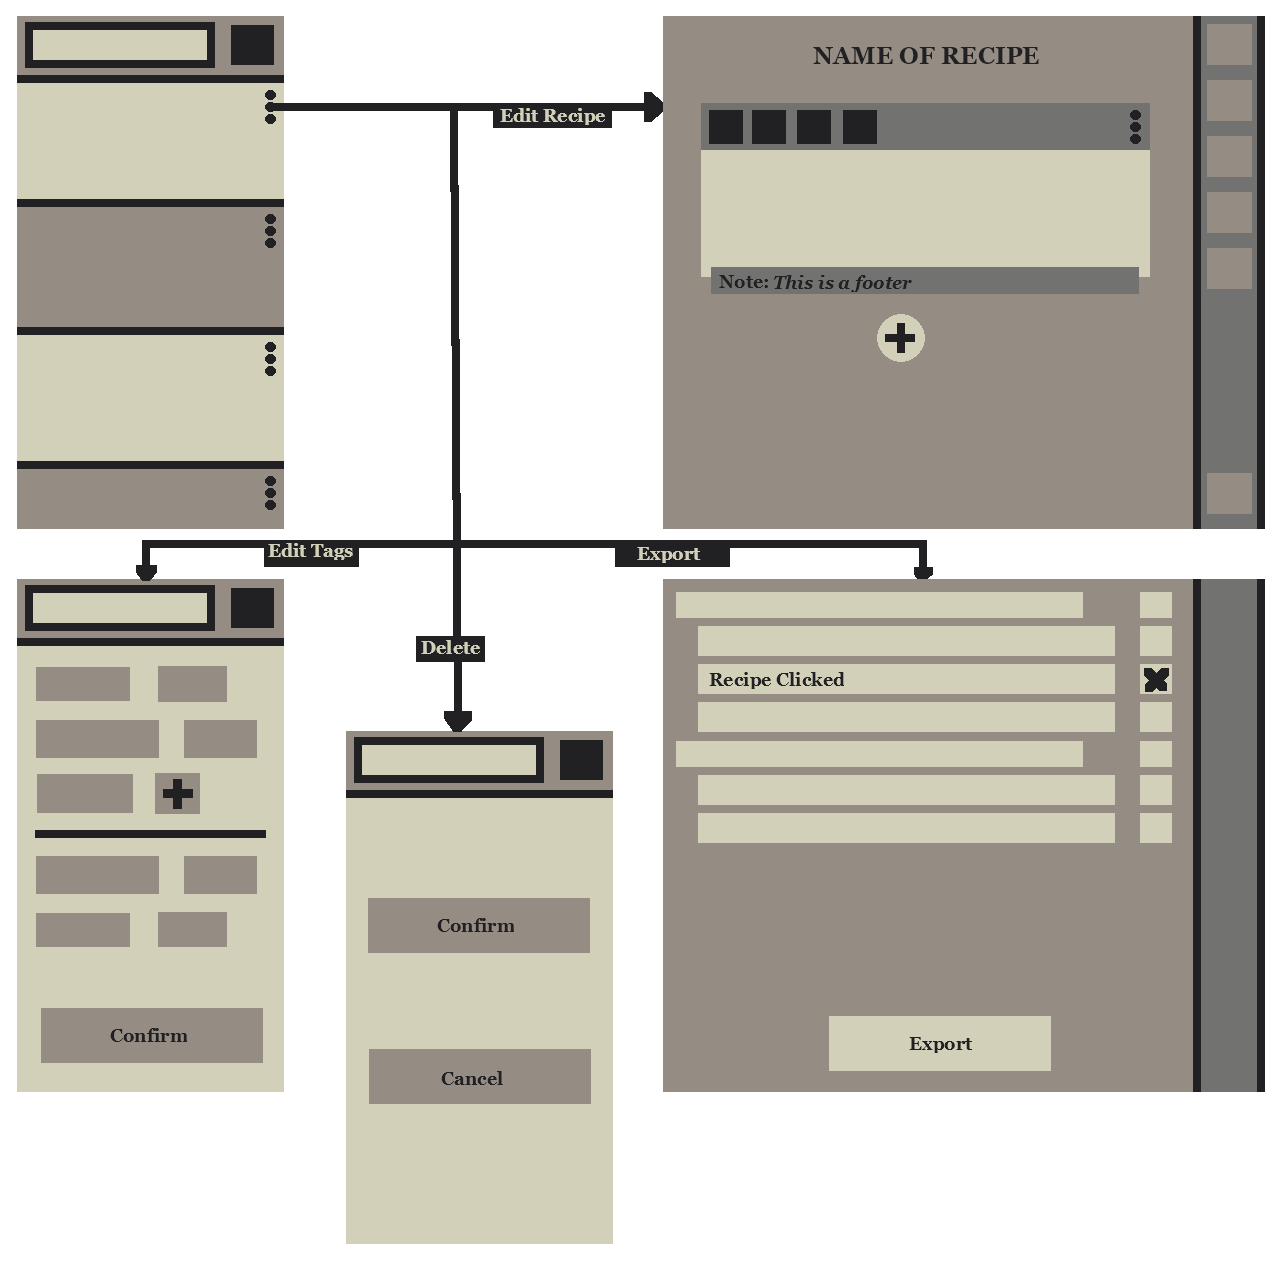 NAME OF RECIPE
Edit Recipe
Note: This is a footer
Edit Tags
Export
Delete
Recipe Clicked
Confirm
Confirm
Cancel
Export